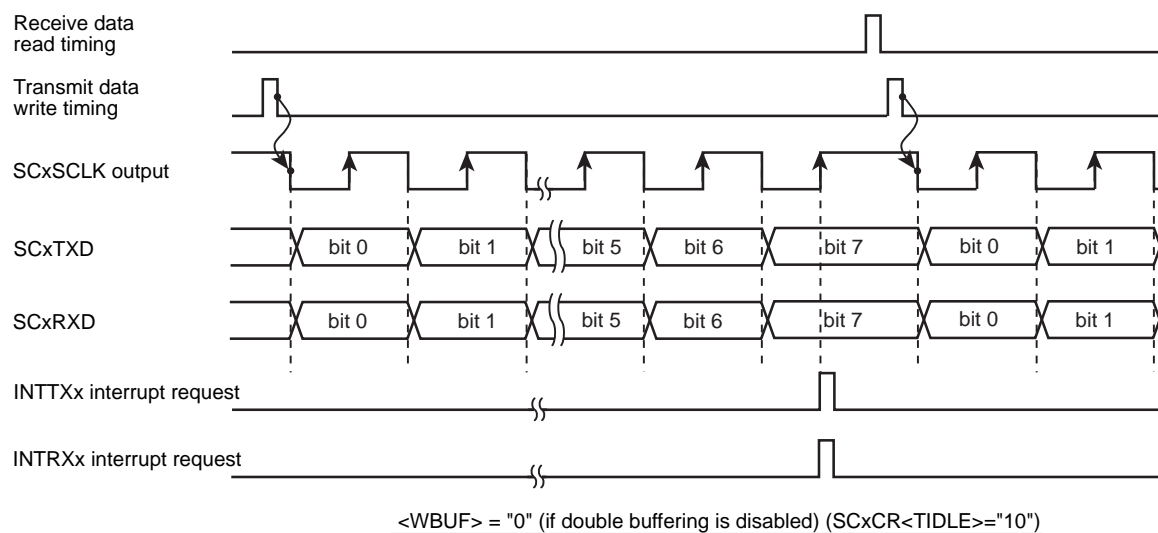 Receive data
read timing
Transmit data
write timing
SCxSCLK output
SCxTXD
bit 0
bit 1
bit 5
bit 6
bit 7
bit 0
bit 1
SCxRXD
bit 0
bit 1
bit 5
bit 6
bit 7
bit 0
bit 1
INTTXx interrupt request
INTRXx interrupt request
<WBUF> = "0" (if double buffering is disabled) (SCxCR<TIDLE>="10")